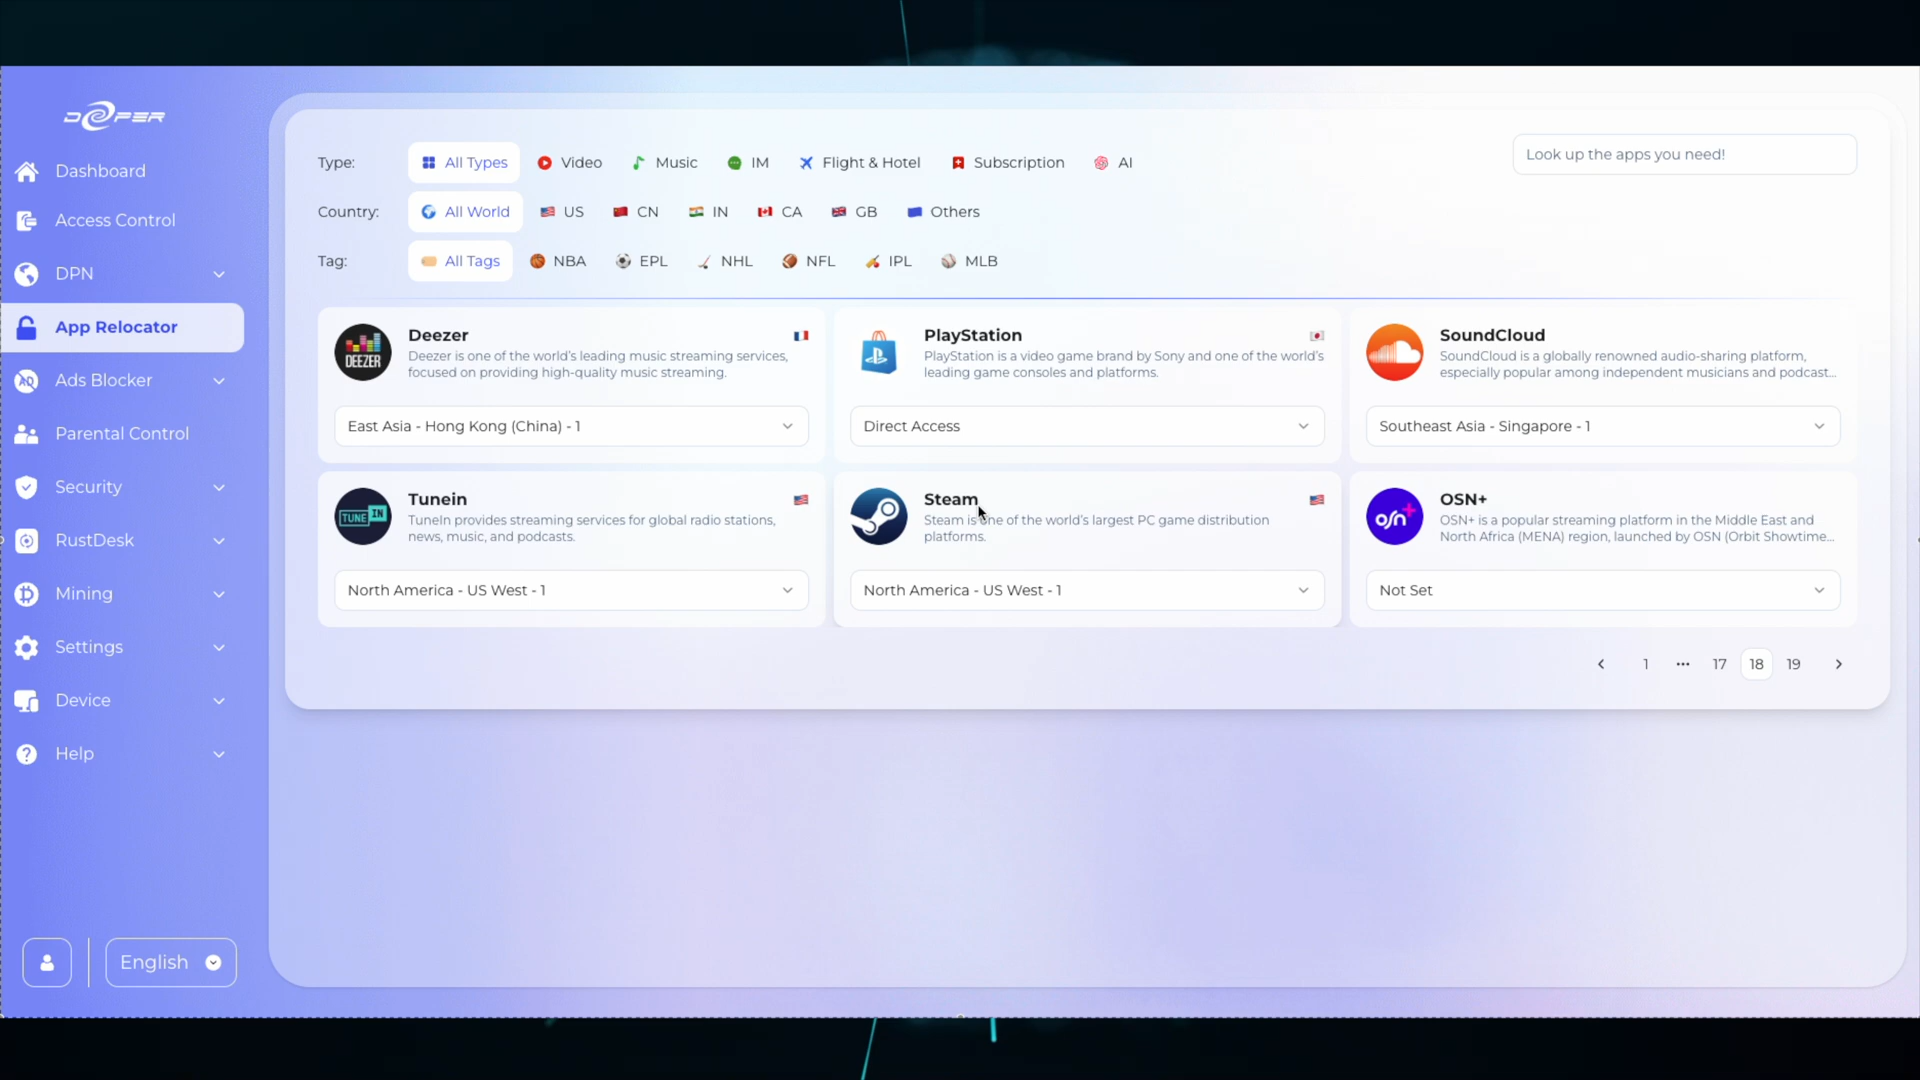 DEEPER
Dashboard
Access Control
DPN
App Relocator
Ads Blocker
Parental Control
Security
RustDesk
Mining
Settings
Device
Help
English
Type:
All Types
Video
Music
IM
Flight & Hotel
Subscription
AI
Look up the apps you need!
Country:
All World
US
CN
IN
CA
GB
Others
Tag:
All Tags
NBA
EPL
NHL
NFL
IPL
MLB
DEEZER
Deezer
Deezer is one of the world's leading music streaming services,
focused on providing high-quality music streaming.
East Asia - Hong Kong (China) - 1
PlayStation
PlayStation is a video game brand by Sony and one of the world's
leading game consoles and platforms.
Direct Access
SoundCloud
SoundCloud is a globally renowned audio-sharing platform,
especially popular among independent musicians and podcast...
Southeast Asia - Singapore - 1
TUNE IN
Tunein
TuneIn provides streaming services for global radio stations,
news, music, and podcasts.
North America - US West - 1
Steam
Steam is one of the world's largest PC game distribution
platforms.
North America - US West - 1
osn+
OSN+
OSN+ is a popular streaming platform in the Middle East and
North Africa (MENA) region, launched by OSN (Orbit Showtime...
Not Set
1
...
17
18
19